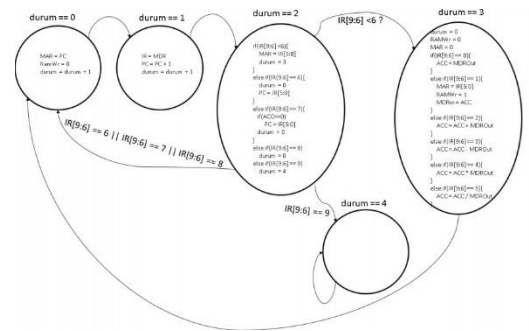 durum == 0
MAR = PC
RamWr = 0
durum = durum + 1
durum == 1
IR = MDR
PC = PC + 1
durum = durum + 1
durum == 2
if(IR[9:6] <6){
MAR = IR[5:0]
durum = 3
}
else if(IR[9:6] == 6){
durum = 0
PC = IR[5:0]
}
else if(IR[9:6] == 7){
if(ACC==0)
PC = IR[5:0]
durum = 0
}
else if(IR[9:6] == 8)
durum = 0
else if(IR[9:6] == 9)
durum = 4
}
IR[9:6] <6 ?
durum == 3
durum = 0
RAMWr = 0
MAR = 0
if(IR[9:6] == 0){
ACC = MDROut
}
else if(IR[9:6] == 1){
MAR = IR[5:0]
RAMWr = 1
MDRin = ACC
}
else if(IR[9:6] == 2){
ACC = ACC + MDROut
}
else if(IR[9:6] == 3){
ACC = ACC - MDROut
}
else if(IR[9:6] == 4){
ACC = ACC * MDROut
}
else if(IR[9:6] == 5){
ACC = ACC / MDROut
}
IR[9:6] == 6 || IR[9:6] == 7 || IR[9:6] == 8
IR[9:6] == 9
durum == 4